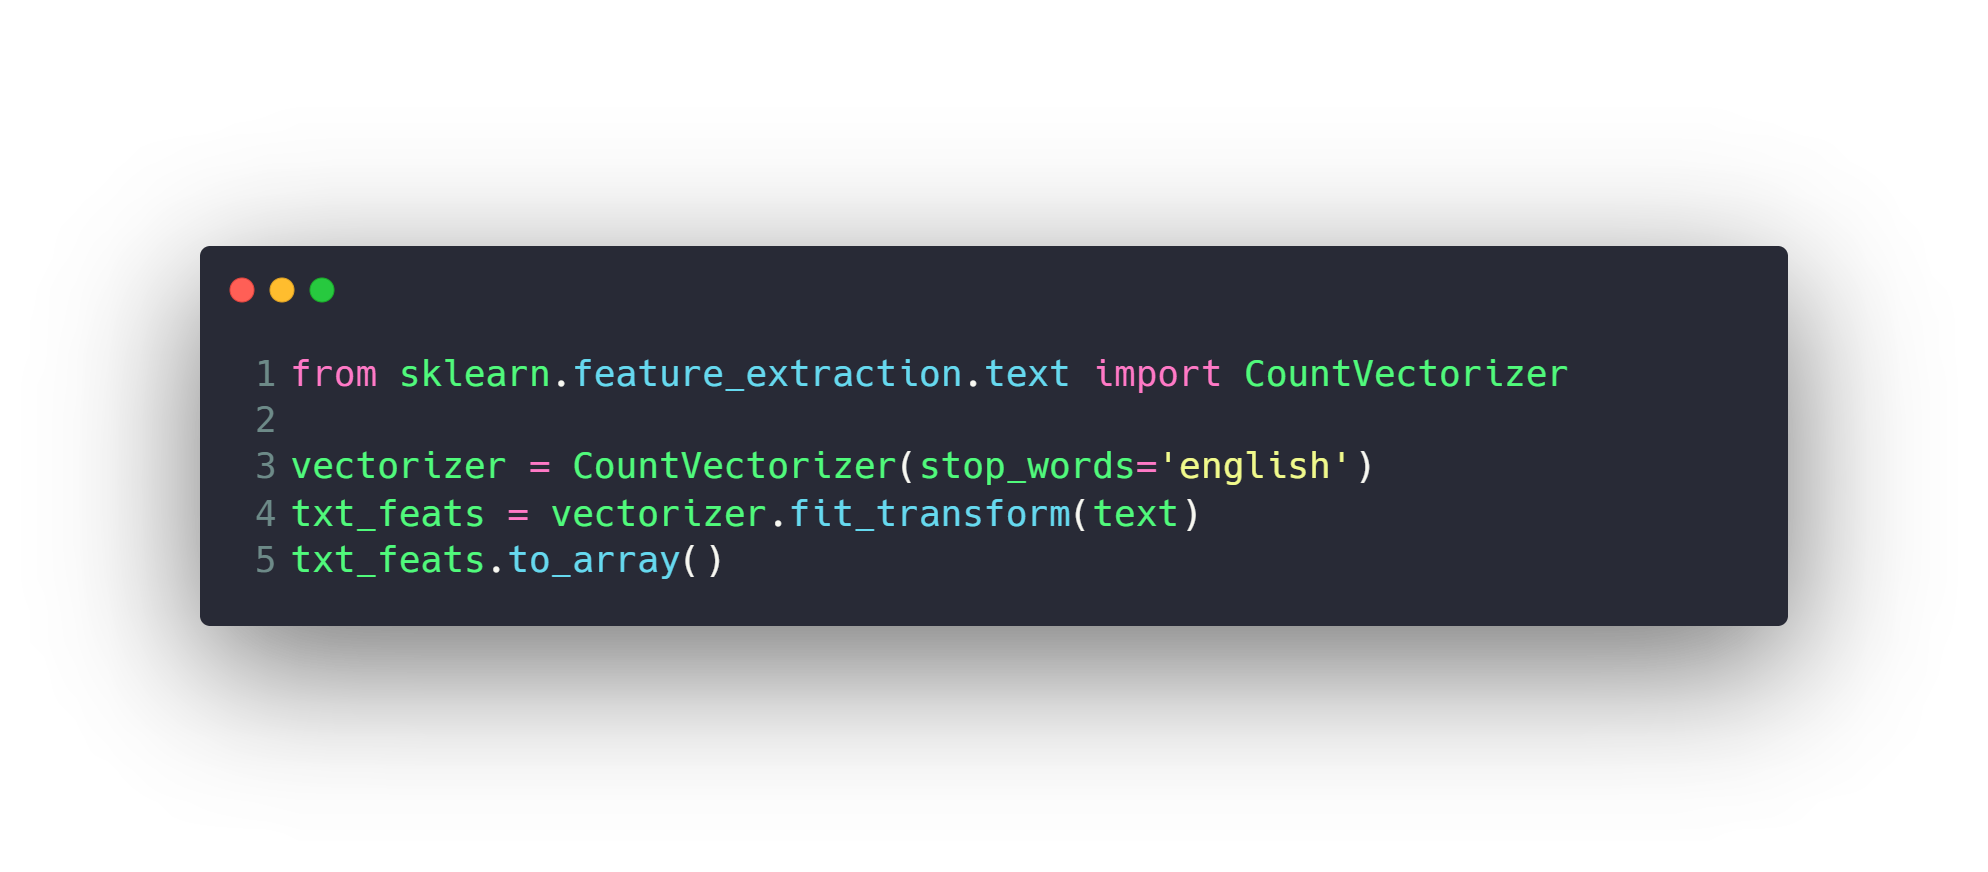 1 from sklearn.feature_extraction.text import CountVectorizer
2
3 vectorizer = CountVectorizer(stop_words='english')
4 txt_feats = vectorizer.fit_transform(text)
5 txt_feats.to_array()